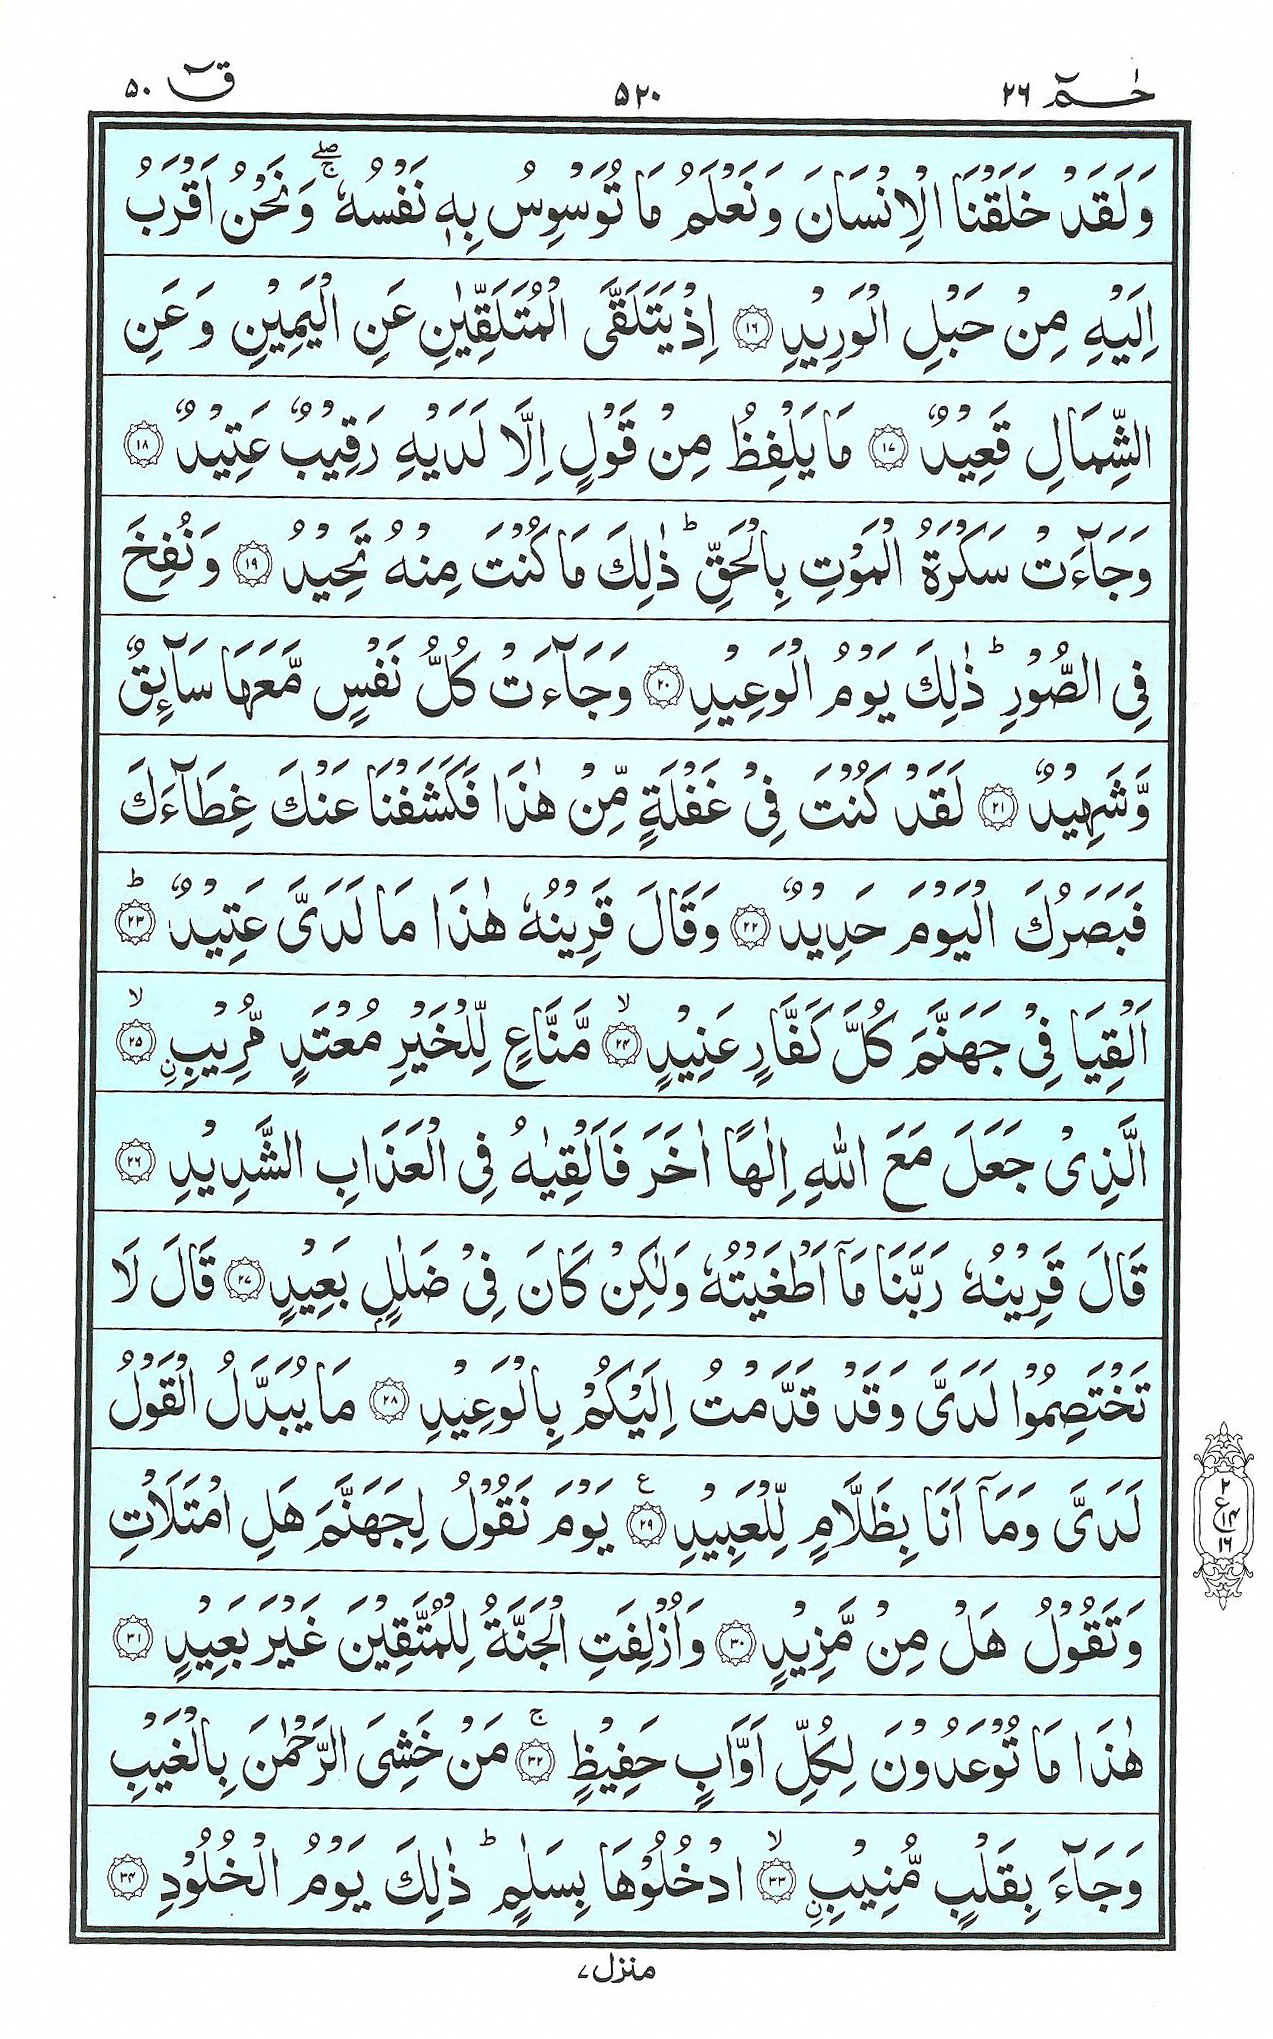 حٰمٓ ٢٦ ٥٢٠ قٓ ٥٠
وَلَقَدْ خَلَقْنَا الْاِنْسَانَ وَنَعْلَمُ مَا تُوَسْوِسُ بِهٖ نَفْسُهٗ ۚۖ وَنَحْنُ اَقْرَبُ
اِلَيْهِ مِنْ حَبْلِ الْوَرِيْدِ ١٦ اِذْ يَتَلَقَّى الْمُتَلَقِّيٰنِ عَنِ الْيَمِيْنِ وَعَنِ
الشِّمَالِ قَعِيْدٌ ١٧ مَا يَلْفِظُ مِنْ قَوْلٍ اِلَّا لَدَيْهِ رَقِيْبٌ عَتِيْدٌ ١٨
وَجَآءَتْ سَكْرَةُ الْمَوْتِ بِالْحَقِّ ؕ ذٰلِكَ مَا كُنْتَ مِنْهُ تَحِيْدُ ١٩ وَنُفِخَ
فِى الصُّوْرِ ؕ ذٰلِكَ يَوْمُ الْوَعِيْدِ ٢٠ وَجَآءَتْ كُلُّ نَفْسٍ مَّعَهَا سَآئِقٌ
وَّشَهِيْدٌ ٢١ لَقَدْ كُنْتَ فِىْ غَفْلَةٍ مِّنْ هٰذَا فَكَشَفْنَا عَنْكَ غِطَآءَكَ
فَبَصَرُكَ الْيَوْمَ حَدِيْدٌ ٢٢ وَقَالَ قَرِيْنُهٗ هٰذَا مَا لَدَىَّ عَتِيْدٌ ؕ ٢٣
اَلْقِيَا فِىْ جَهَنَّمَ كُلَّ كَفَّارٍ عَنِيْدٍ ۙ ٢٤ مَّنَّاعٍ لِّلْخَيْرِ مُعْتَدٍ مُّرِيْبِ ۙ نِ ٢٥
الَّذِىْ جَعَلَ مَعَ اللّٰهِ اِلٰهًا اٰخَرَ فَاَلْقِيٰهُ فِى الْعَذَابِ الشَّدِيْدِ ٢٦
قَالَ قَرِيْنُهٗ رَبَّنَا مَاۤ اَطْغَيْتُهٗ وَلٰكِنْ كَانَ فِىْ ضَلٰلٍۭ بَعِيْدٍ ٢٧ قَالَ لَا
تَخْتَصِمُوْا لَدَىَّ وَقَدْ قَدَّمْتُ اِلَيْكُمْ بِالْوَعِيْدِ ٢٨ مَا يُبَدَّلُ الْقَوْلُ
لَدَىَّ وَمَاۤ اَنَا بِظَلَّامٍ لِّلْعَبِيْدِ ع ٢٩ يَوْمَ نَقُوْلُ لِجَهَنَّمَ هَلِ امْتَلَاْتِ
٢ ع ١٤ ١٦
وَتَقُوْلُ هَلْ مِنْ مَّزِيْدٍ ٣٠ وَاُزْلِفَتِ الْجَنَّةُ لِلْمُتَّقِيْنَ غَيْرَ بَعِيْدٍ ٣١
هٰذَا مَا تُوْعَدُوْنَ لِكُلِّ اَوَّابٍ حَفِيْظٍ ۚ ٣٢ مَنْ خَشِىَ الرَّحْمٰنَ بِالْغَيْبِ
وَجَآءَ بِقَلْبٍ مُّنِيْبِ ۙ نِ ٣٣ ادْخُلُوْهَا بِسَلٰمٍ ؕ ذٰلِكَ يَوْمُ الْخُلُوْدِ ٣٤
منزل ٧